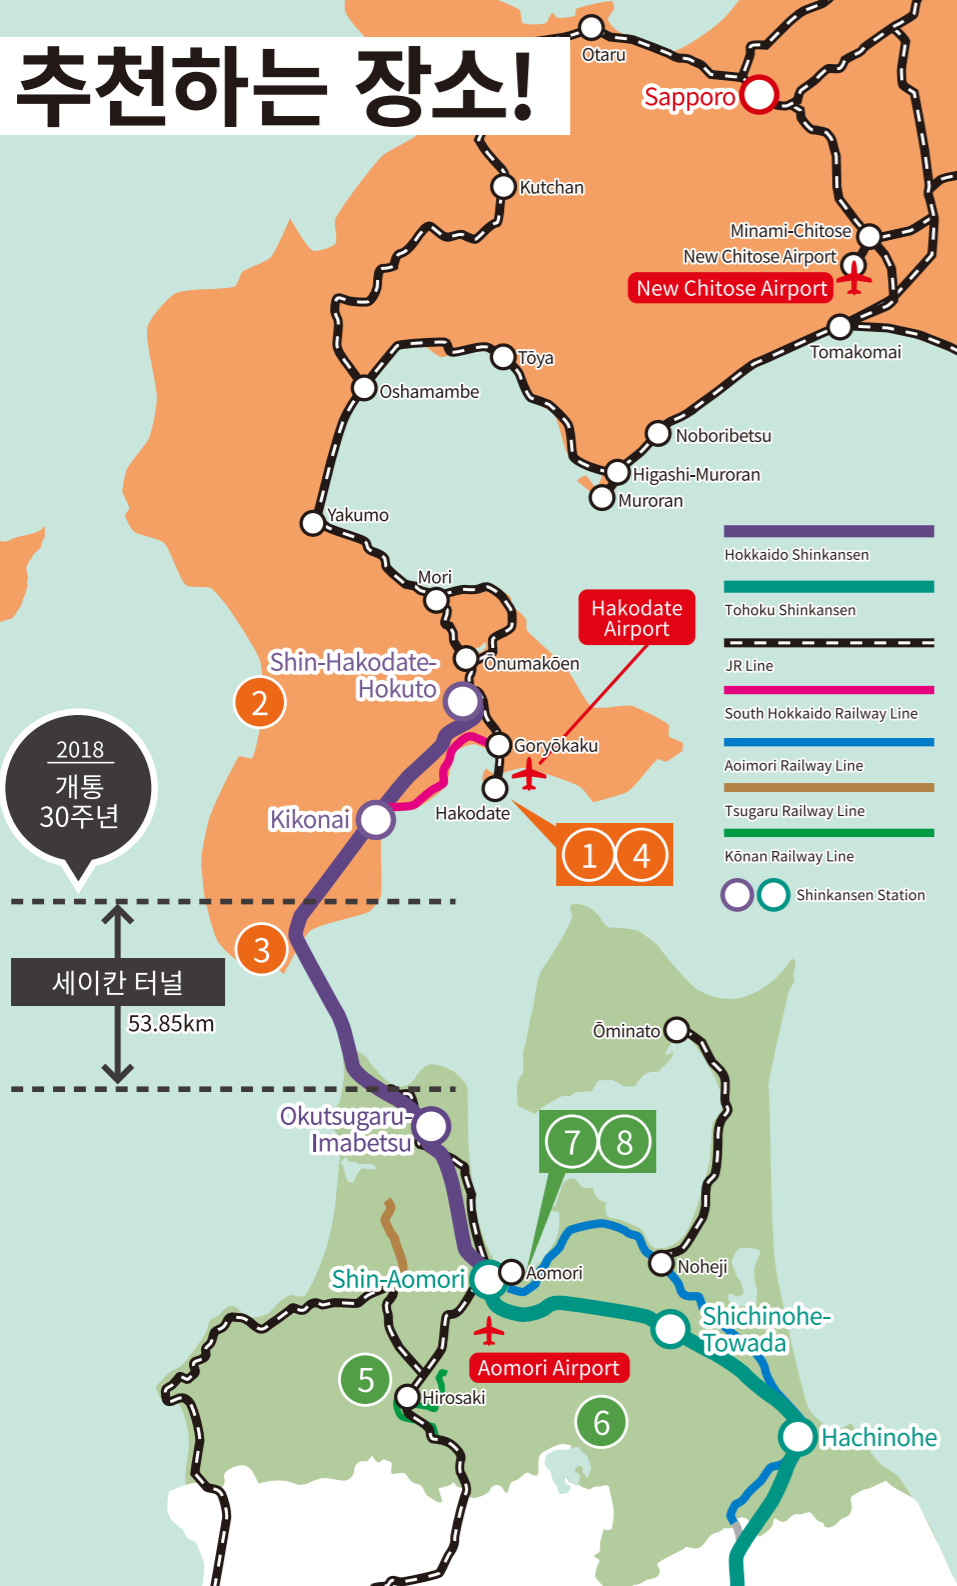 추천하는 장소!
Otaru
Sapporo
Kutchan
Minami-Chitose
New Chitose Airport
New Chitose Airport
Tomakomai
Tōya
Oshamambe
Noboribetsu
Higashi-Muroran
Muroran
Yakumo
Mori
Hakodate
Airport
Ōnumakōen
Shin-Hakodate-
Hokuto
2
Goryōkaku
Hakodate
Kikonai
1 4
2018
개통
30주년
3
세이칸 터널
53.85km
Hokkaido Shinkansen
Tohoku Shinkansen
JR Line
South Hokkaido Railway Line
Aoimori Railway Line
Tsugaru Railway Line
Kōnan Railway Line
Shinkansen Station
Ōminato
Okutsugaru-
Imabetsu
7 8
Shin-Aomori
Aomori
Noheji
Shichinohe-
Towada
Aomori Airport
5
Hirosaki
6
Hachinohe